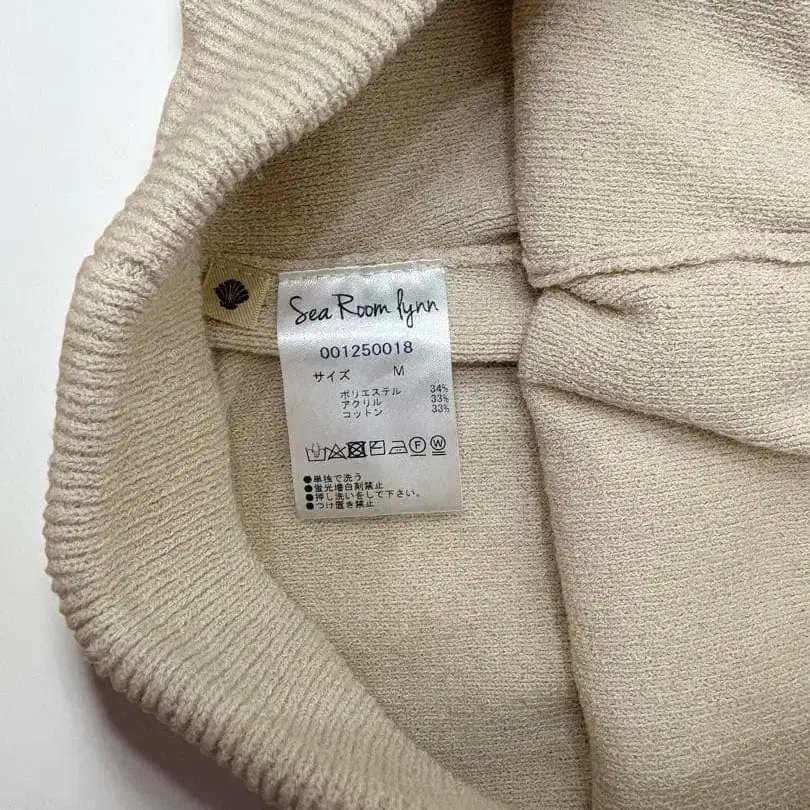 Sea Room lynn
001250018
サイズ M
ポリエステル 34%
アクリル 33%
コットン 33%
F W
●単独で洗う
●蛍光増白剤禁止
●押し洗いをして下さい。
●つけ置き禁止